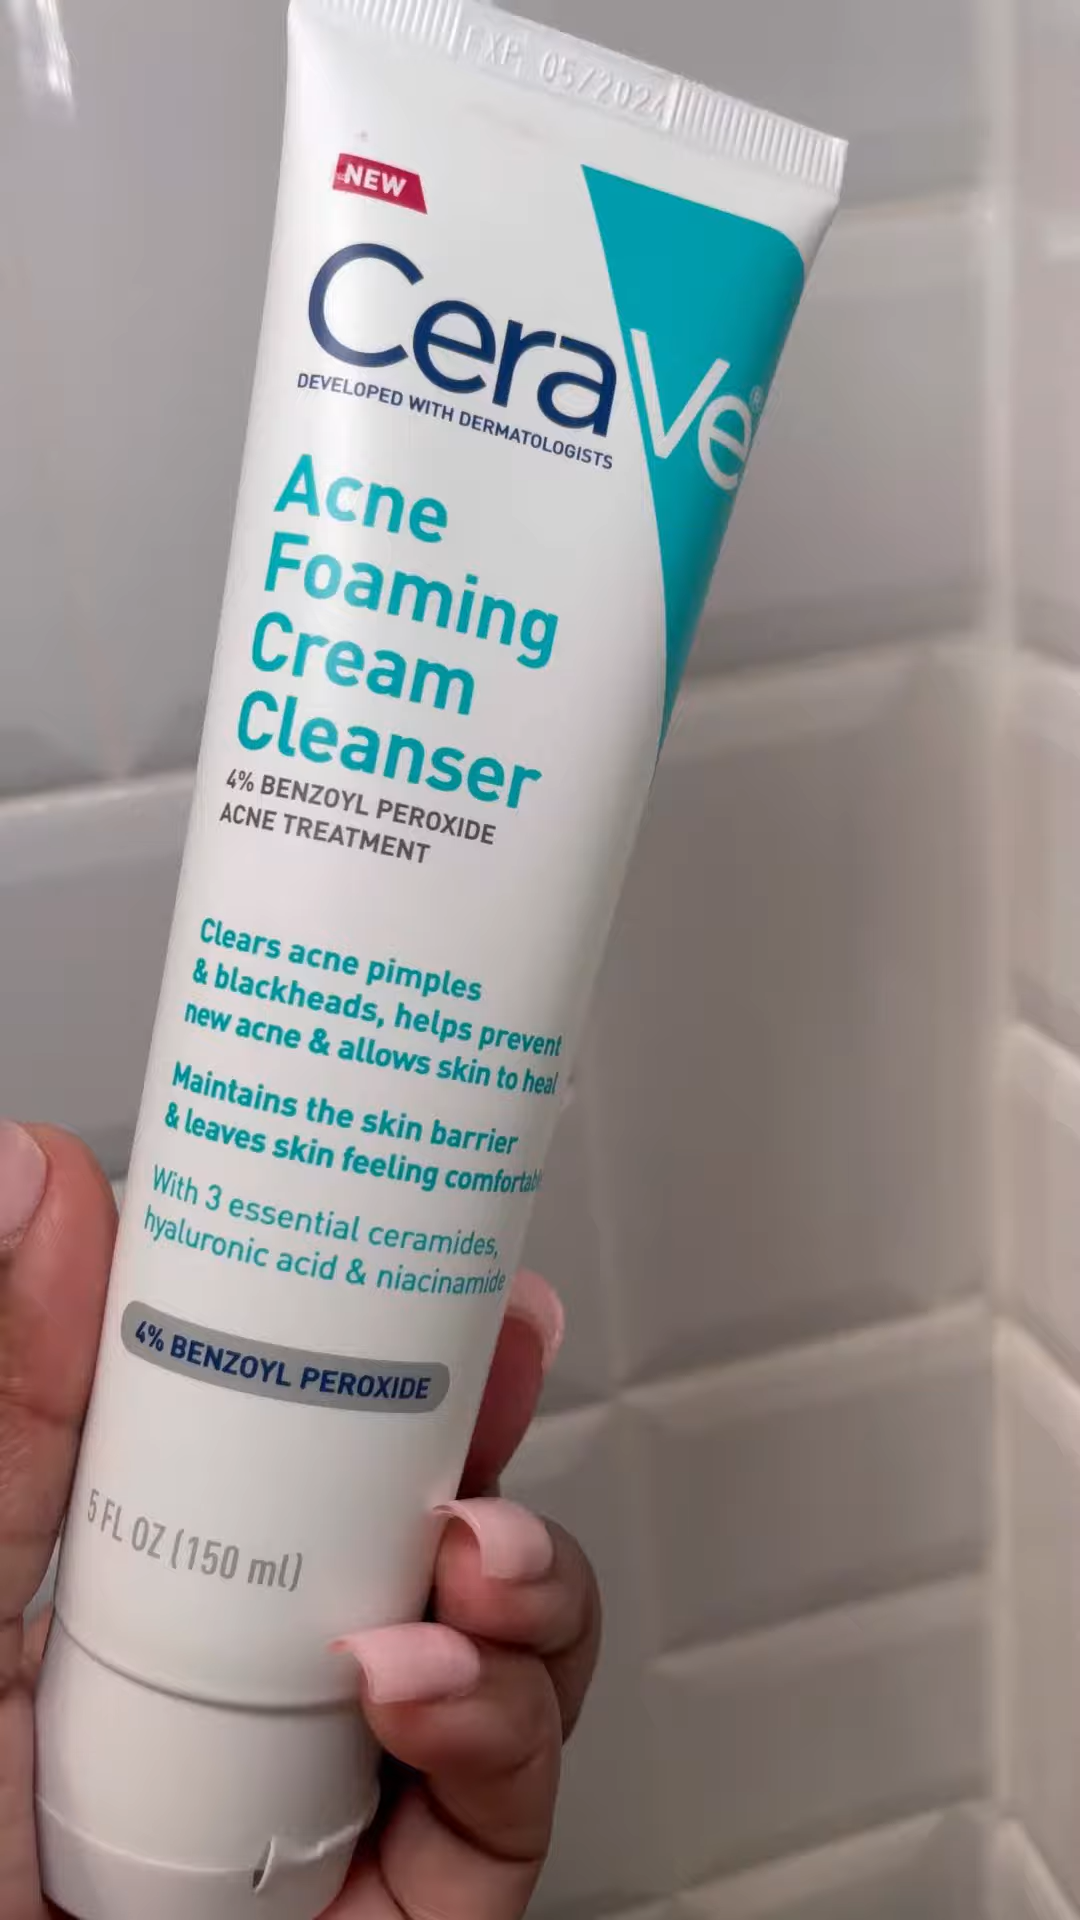 EXP. 05/2024
NEW
CeraVe®
DEVELOPED WITH DERMATOLOGISTS
Acne
Foaming
Cream
Cleanser
4% BENZOYL PEROXIDE
ACNE TREATMENT
Clears acne pimples
& blackheads, helps prevent
new acne & allows skin to heal
Maintains the skin barrier
& leaves skin feeling
With 3 essential ceramides,
hyaluronic acid & niacinamide
4% BENZOYL PEROXIDE
5 FL OZ (150 ml)